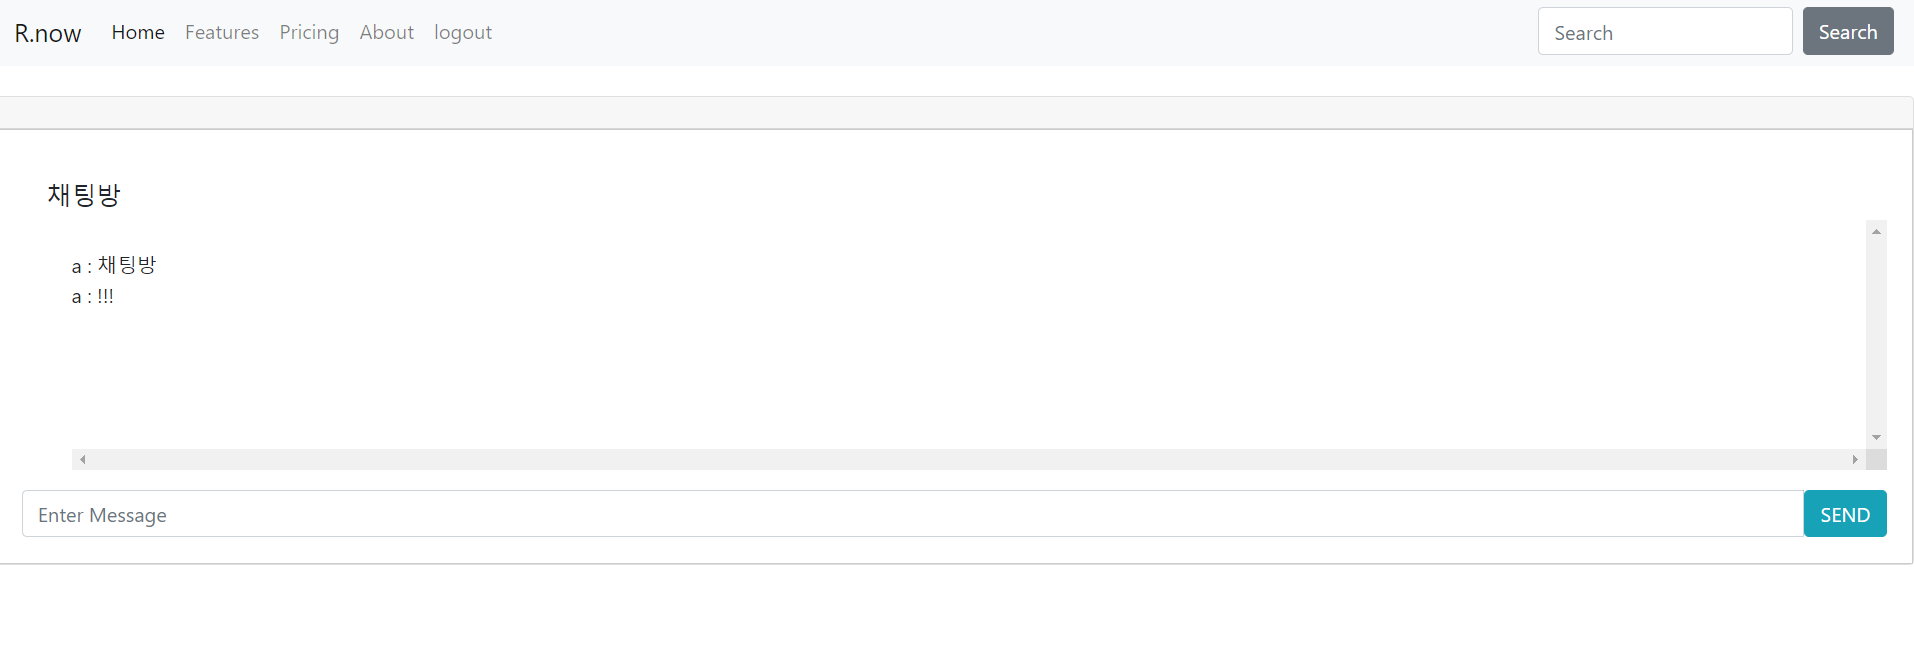 R.now Home Features Pricing About logout Search Search
채팅방
a : 채팅방
a : !!!
Enter Message SEND